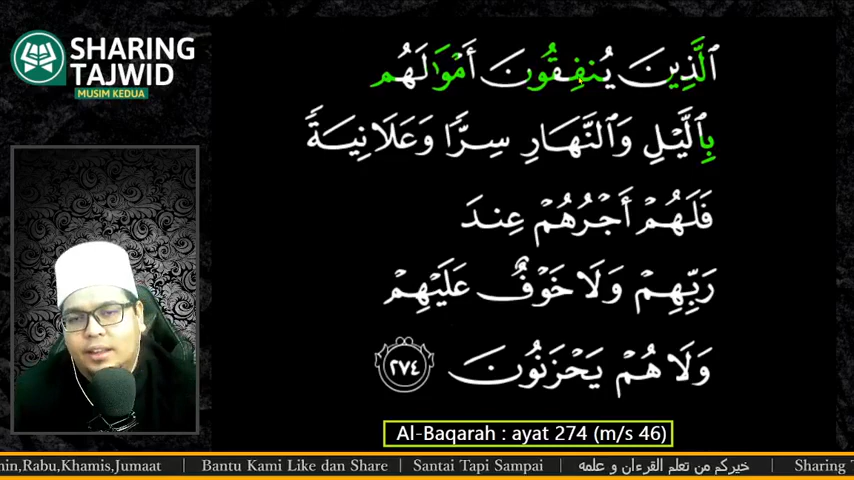 SHARING
TAJWID
MUSIM KEDUA
ٱلَّذِينَ يُنفِقُونَ أَمْوَٰلَهُم
بِٱلَّيْلِ وَٱلنَّهَارِ سِرًّا وَعَلَانِيَةً
فَلَهُمْ أَجْرُهُمْ عِندَ
رَبِّهِمْ وَلَا خَوْفٌ عَلَيْهِمْ
وَلَا هُمْ يَحْزَنُونَ ٢٧٤
Al-Baqarah : ayat 274 (m/s 46)
Rabu,Khamis,Jumaat | Bantu Kami Like dan Share | Santai Tapi Sampai | خيركم من تعلم القرءان و علمه | Sharing